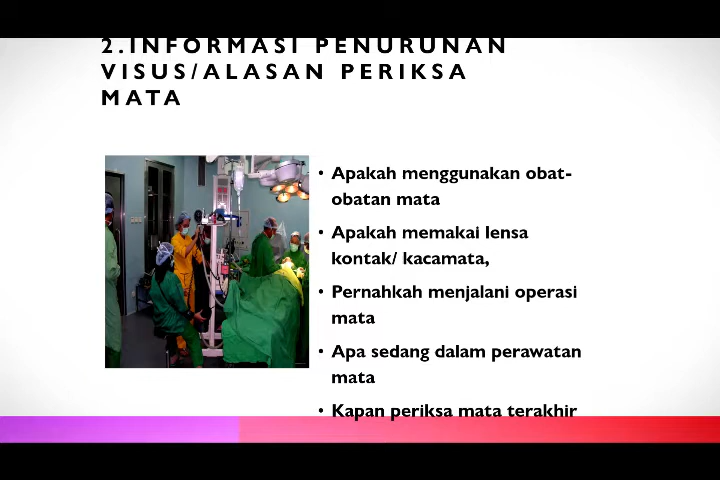 2.INFORMASI PENURUNAN
VISUS/ALASAN PERIKSA
MATA
• Apakah menggunakan obat-
obatan mata
• Apakah memakai lensa
kontak/ kacamata,
• Pernahkah menjalani operasi
mata
• Apa sedang dalam perawatan
mata
• Kapan periksa mata terakhir